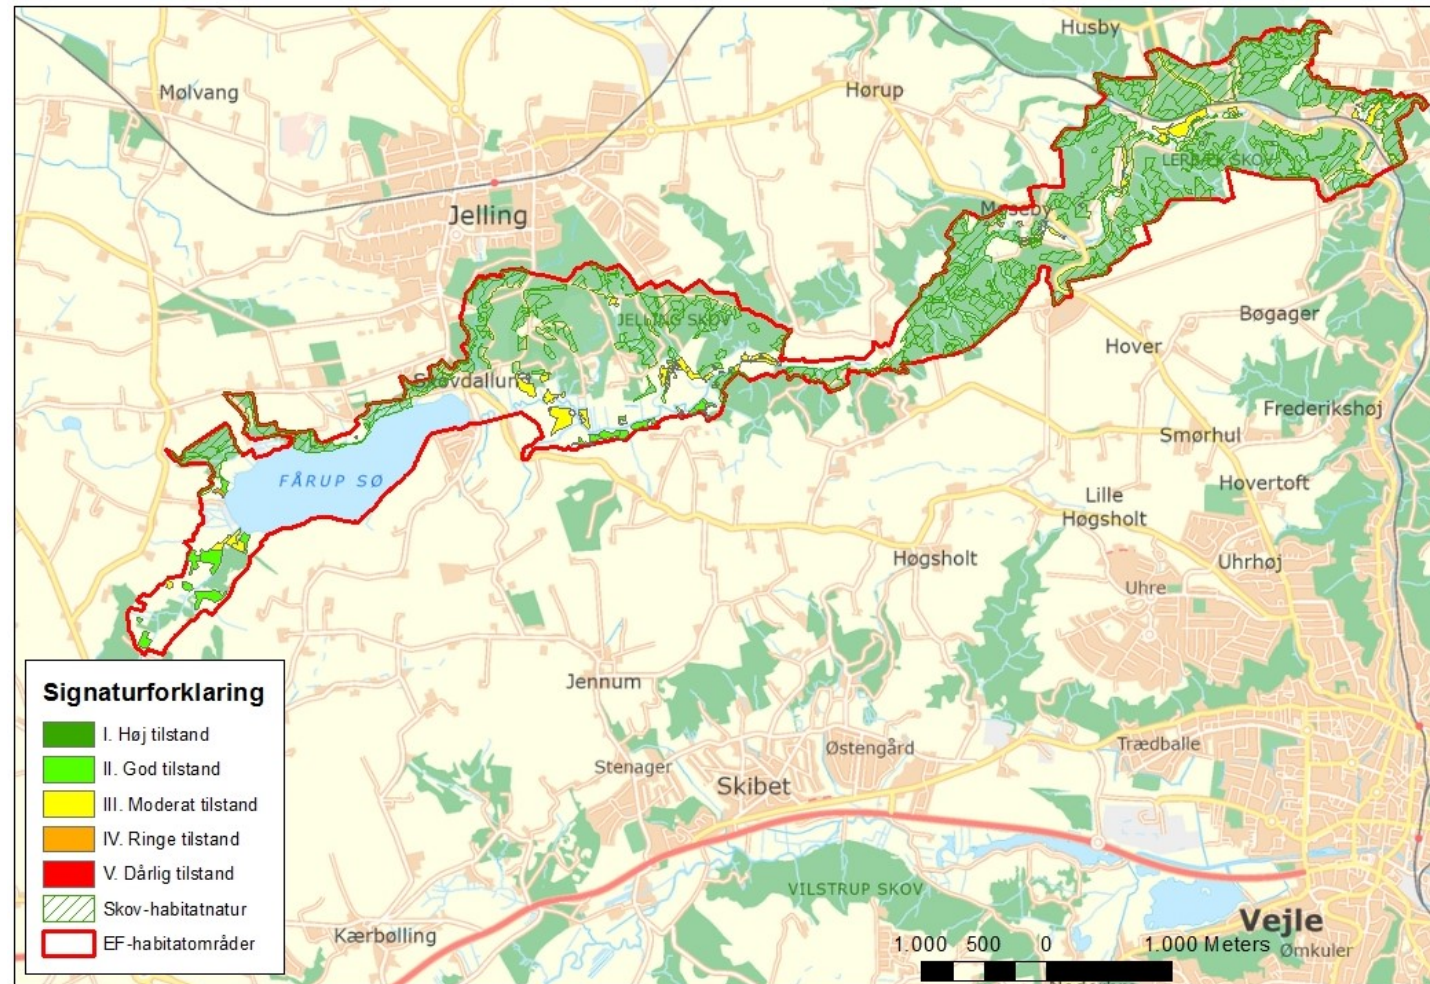 Husby
Mølvang
Hørup
LERBÆK SKOV
Jelling
Moseby
JELLING SKOV
Bøgager
Hover
Skovdallund
Frederikshøj
Smørhul
FÅRUP SØ
Hovertoft
Lille
Høgsholt
Høgsholt
Uhrhøj
Uhre
Jennum
Østengård
Trædballe
Stenager
Skibet
VILSTRUP SKOV
Kærbølling
Vejle
Ømkuler
Signaturforklaring
I. Høj tilstand
II. God tilstand
III. Moderat tilstand
IV. Ringe tilstand
V. Dårlig tilstand
Skov-habitatnatur
EF-habitatområder
1.000 500 0 1.000 Meters